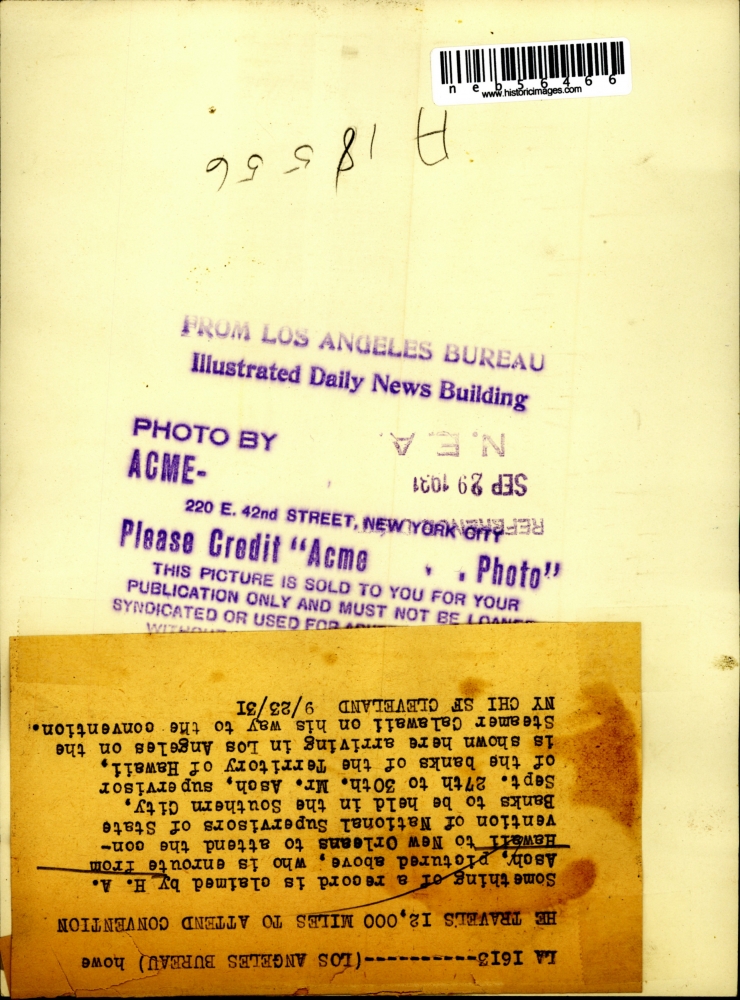 neb56466
www.historicimages.com
A 18556
FROM LOS ANGELES BUREAU
Illustrated Daily News Building
PHOTO BY
ACME-
N. E. A.
SEP 29 1931
REFERENCE
220 E. 42nd STREET, NEW YORK CITY
Please Credit "Acme Photo"
THIS PICTURE IS SOLD TO YOU FOR YOUR
PUBLICATION ONLY AND MUST NOT BE LOANED
SYNDICATED OR USED FOR
WITHOUT
LA 1613-----------(LOS ANGELES BUREAU) howe
HE TRAVELS 12,000 MILES TO ATTEND CONVENTION
Something of a record is claimed by H. A.
Asch, pictured above, who is enroute from
Hawaii to New Orleans to attend the con-
vention of National Supervisors of State
Banks to be held in the Southern City,
Sept. 27th to 30th. Mr. Asch, supervisor
of the banks of the Territory of Hawaii,
is shown here arriving in Los Angeles on the
Steamer Calawaii on his way to the convention.
NY CHI SF CLEVELAND 9/23/31